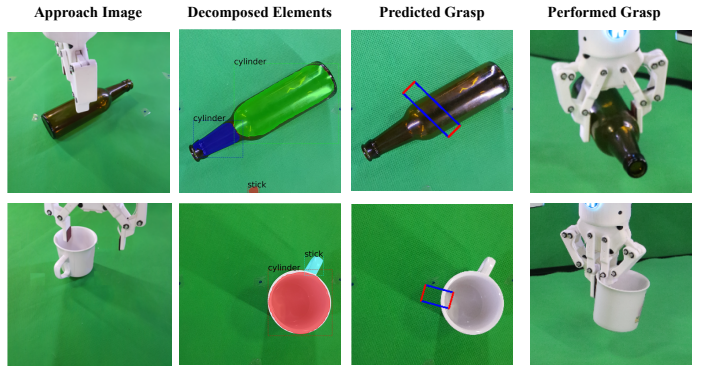 Approach Image Decomposed Elements Predicted Grasp Performed Grasp
cylinder
cylinder
stick
stick
cylinder